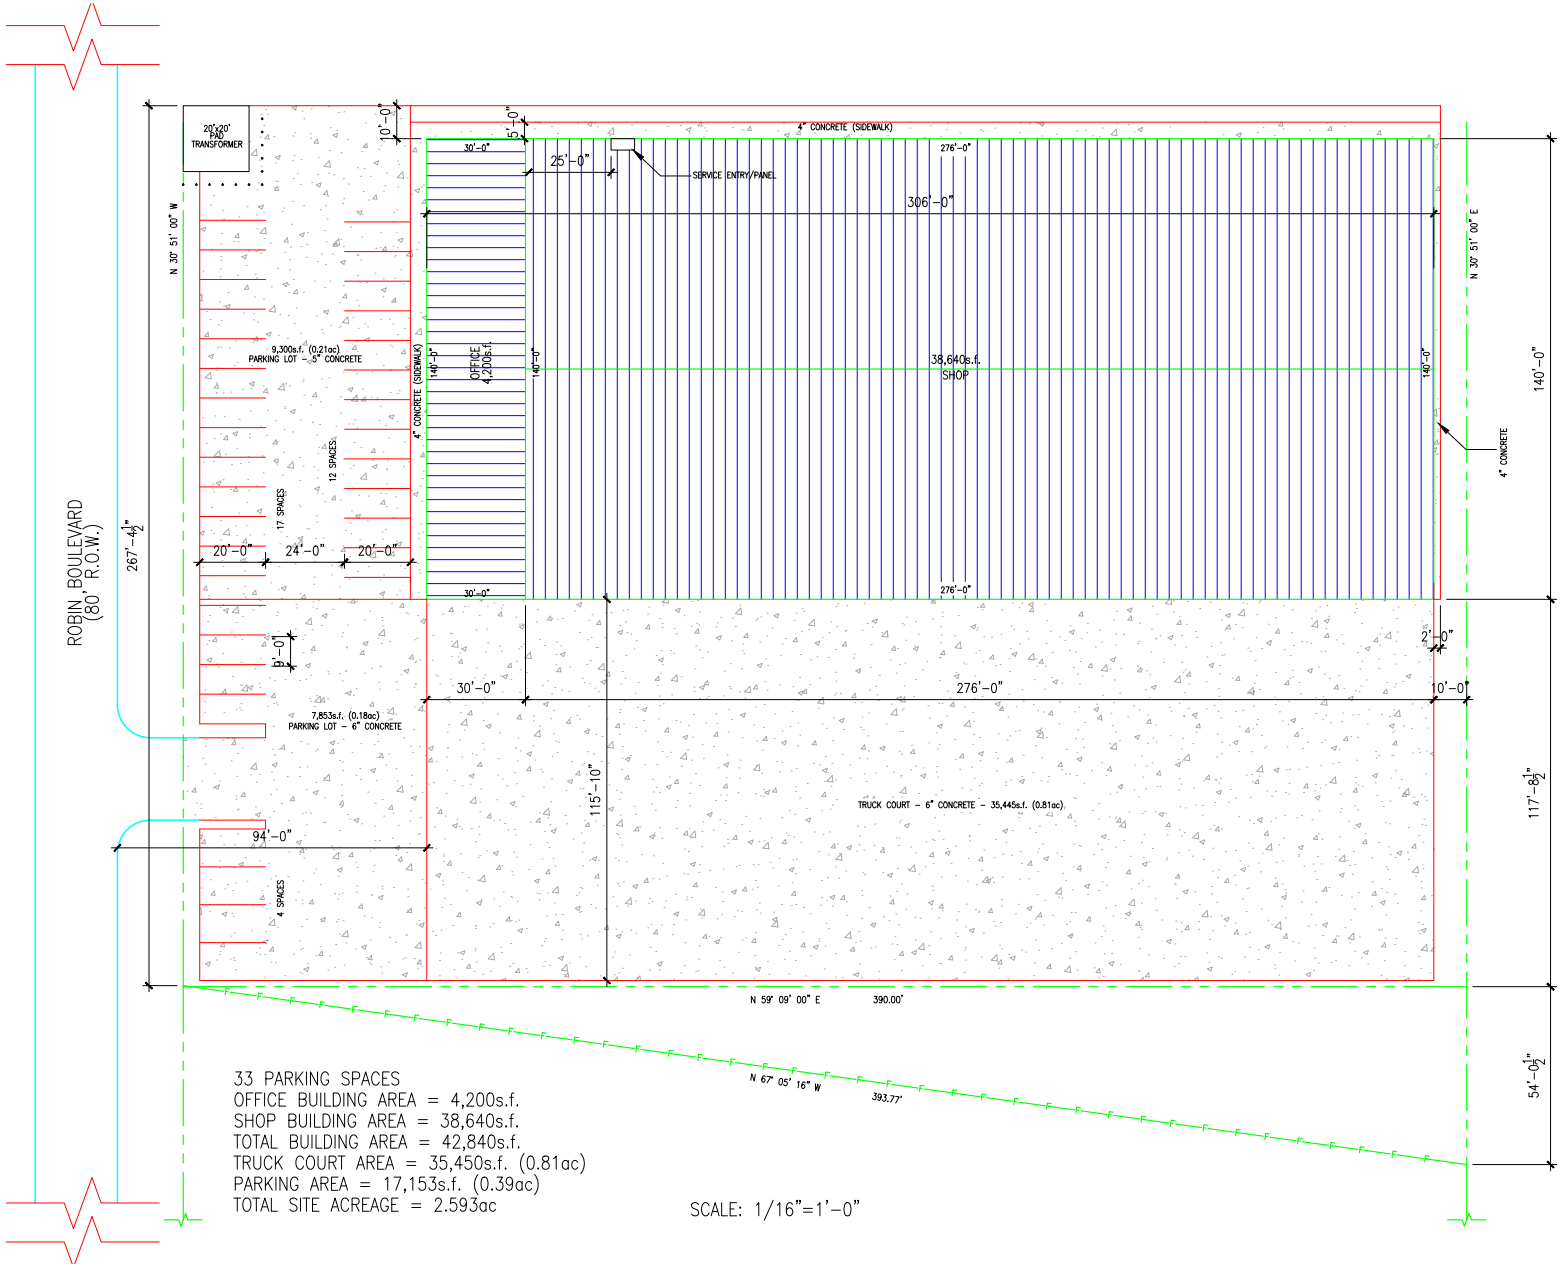 20'x20'
PAD
TRANSFORMER
10'-0"
5'-0"
4" CONCRETE (SIDEWALK)
30'-0"
25'-0"
276'-0"
SERVICE ENTRY/PANEL
306'-0"
N 30° 51' 00" W
N 30° 51' 00" E
9,300s.f. (0.21ac)
PARKING LOT - 5" CONCRETE
4" CONCRETE (SIDEWALK)
140'-0"
OFFICE
4,200s.f.
140'-0"
38,640s.f.
SHOP
140'-0"
140'-0"
4" CONCRETE
12 SPACES
17 SPACES
ROBIN BOULEVARD
(80' R.O.W.)
267'-4 1/2"
20'-0"
24'-0"
20'-0"
30'-0"
276'-0"
2'-0"
9'-0"
30'-0"
276'-0"
10'-0"
7,853s.f. (0.18ac)
PARKING LOT - 6" CONCRETE
115'-10"
TRUCK COURT - 6" CONCRETE - 35,445s.f. (0.81ac)
117'-8 1/2"
94'-0"
4 SPACES
N 59° 09' 00" E 390.00'
F F F F F F F F F F F F F F F F F F F F F F F F F F F F F F F F F F F F F F F
N 67° 05' 16" W 393.77'
54'-0 1/2"
33 PARKING SPACES
OFFICE BUILDING AREA = 4,200s.f.
SHOP BUILDING AREA = 38,640s.f.
TOTAL BUILDING AREA = 42,840s.f.
TRUCK COURT AREA = 35,450s.f. (0.81ac)
PARKING AREA = 17,153s.f. (0.39ac)
TOTAL SITE ACREAGE = 2.593ac
SCALE: 1/16"=1'-0"